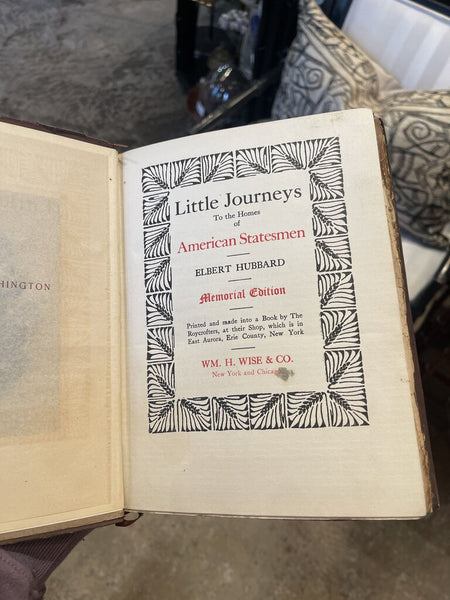 HINGTON
Little Journeys
To the Homes
of
American Statesmen
ELBERT HUBBARD
Memorial Edition
Printed and made into a Book by The
Roycrofters, at their Shop, which is in
East Aurora, Erie County, New York
WM. H. WISE & CO.
New York and Chicago